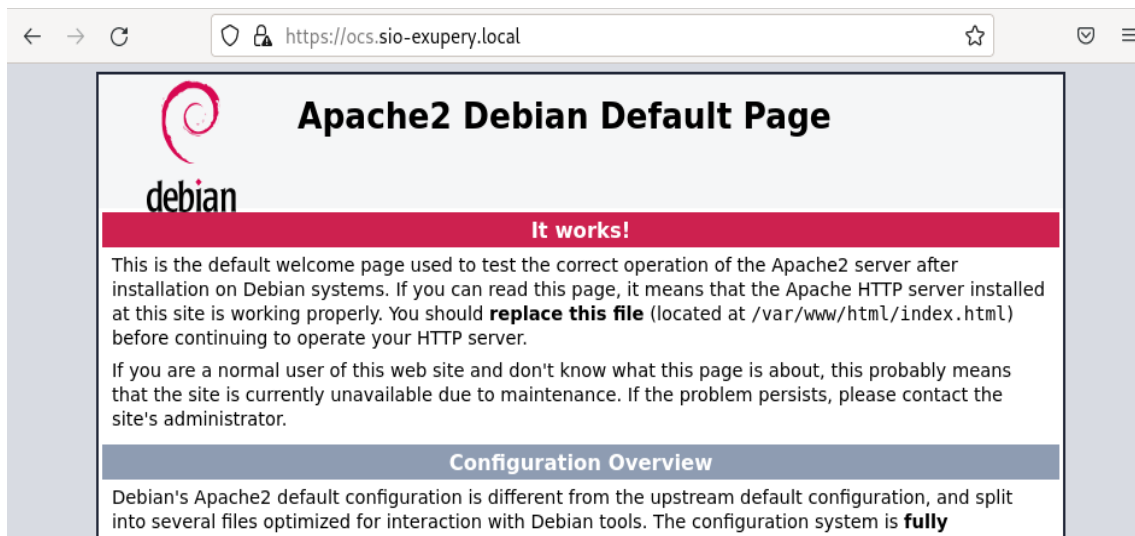 https://ocs.sio-exupery.local
Apache2 Debian Default Page
debian
It works!
This is the default welcome page used to test the correct operation of the Apache2 server after
installation on Debian systems. If you can read this page, it means that the Apache HTTP server installed
at this site is working properly. You should replace this file (located at /var/www/html/index.html)
before continuing to operate your HTTP server.
If you are a normal user of this web site and don't know what this page is about, this probably means
that the site is currently unavailable due to maintenance. If the problem persists, please contact the
site's administrator.
Configuration Overview
Debian's Apache2 default configuration is different from the upstream default configuration, and split
into several files optimized for interaction with Debian tools. The configuration system is fully